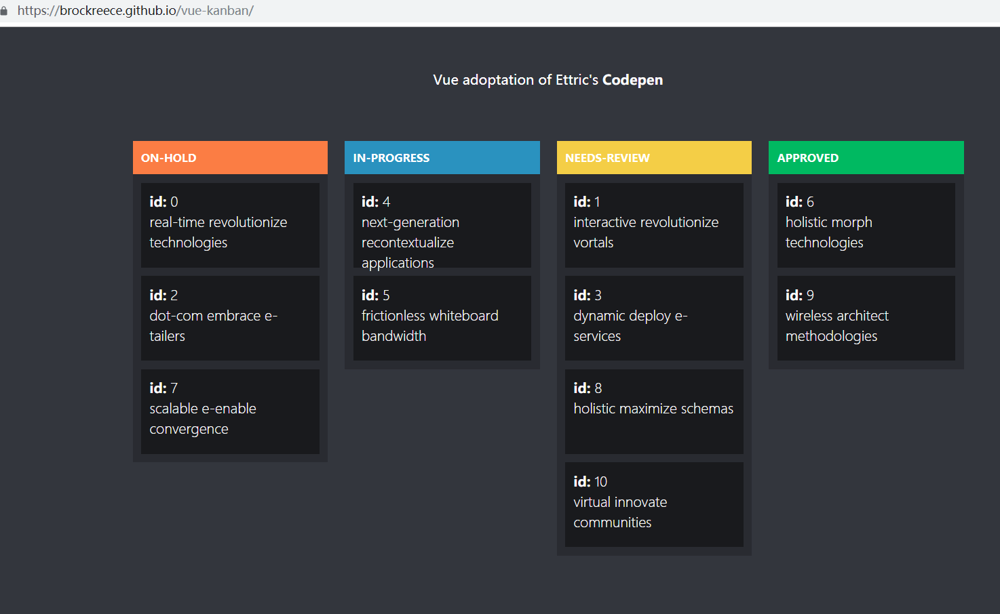 https://brockreece.github.io/vue-kanban/
Vue adoptation of Ettric's Codepen
ON-HOLD
id: 0
real-time revolutionize
technologies
id: 2
dot-com embrace e-
tailers
id: 7
scalable e-enable
convergence
IN-PROGRESS
id: 4
next-generation
recontextualize
applications
id: 5
frictionless whiteboard
bandwidth
NEEDS-REVIEW
id: 1
interactive revolutionize
vortals
id: 3
dynamic deploy e-
services
id: 8
holistic maximize schemas
id: 10
virtual innovate
communities
APPROVED
id: 6
holistic morph
technologies
id: 9
wireless architect
methodologies